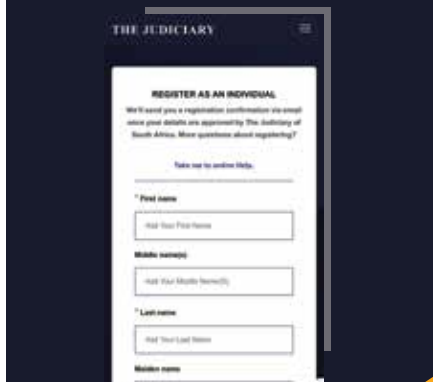 THE JUDICIARY
REGISTER AS AN INDIVIDUAL
We'll send you a registration confirmation via email
once your details are approved by The Judiciary of
South Africa. More questions about registering?
Take me to online Help.
* First name
Add Your First Name
Middle name(s)
Add Your Middle Name(S)
* Last name
Add Your Last Name
Maiden name